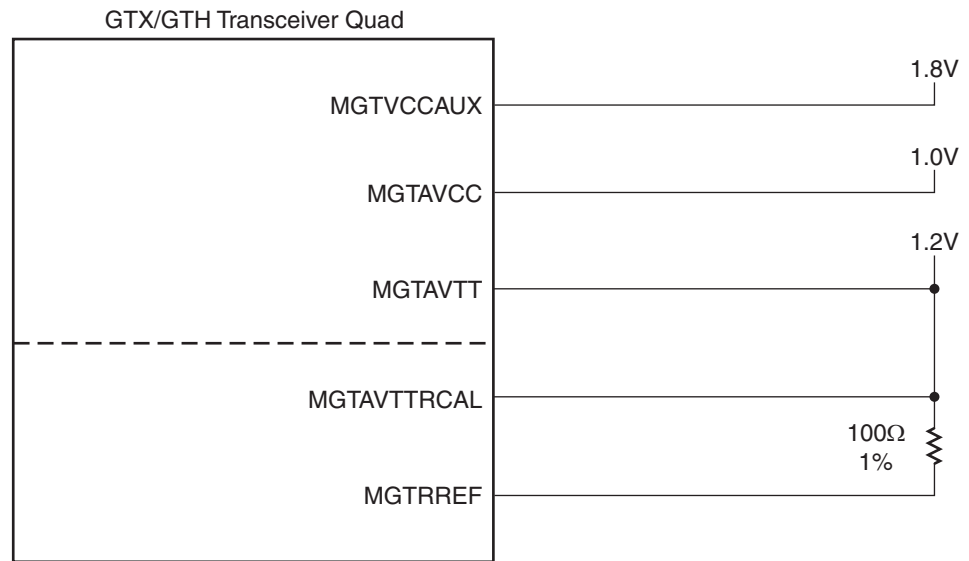 GTX/GTH Transceiver Quad
1.8V
MGTVCCAUX
1.0V
MGTAVCC
1.2V
MGTAVTT
MGTAVTTRCAL
100Ω
1%
MGTRREF